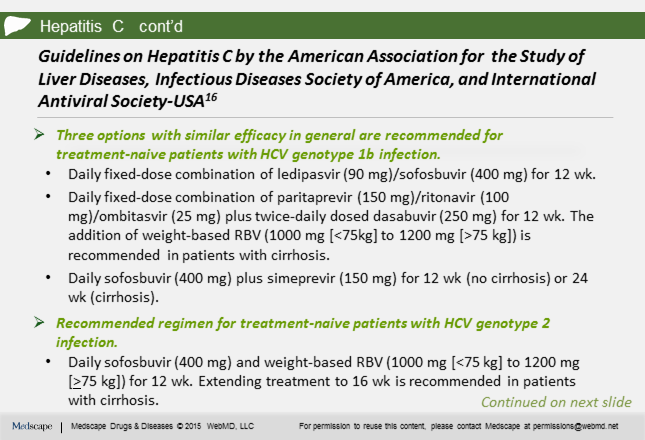 Hepatitis C cont’d
Guidelines on Hepatitis C by the American Association for the Study of
Liver Diseases, Infectious Diseases Society of America, and International
Antiviral Society-USA16
➢ Three options with similar efficacy in general are recommended for
treatment-naive patients with HCV genotype 1b infection.
• Daily fixed-dose combination of ledipasvir (90 mg)/sofosbuvir (400 mg) for 12 wk.
• Daily fixed-dose combination of paritaprevir (150 mg)/ritonavir (100
mg)/ombitasvir (25 mg) plus twice-daily dosed dasabuvir (250 mg) for 12 wk. The
addition of weight-based RBV (1000 mg [<75kg] to 1200 mg [>75 kg]) is
recommended in patients with cirrhosis.
• Daily sofosbuvir (400 mg) plus simeprevir (150 mg) for 12 wk (no cirrhosis) or 24
wk (cirrhosis).
➢ Recommended regimen for treatment-naive patients with HCV genotype 2
infection.
• Daily sofosbuvir (400 mg) and weight-based RBV (1000 mg [<75 kg] to 1200 mg
[>75 kg]) for 12 wk. Extending treatment to 16 wk is recommended in patients
with cirrhosis.
Continued on next slide
Medscape | Medscape Drugs & Diseases © 2015 WebMD, LLC For permission to reuse this content, please contact Medscape at permissions@webmd.net